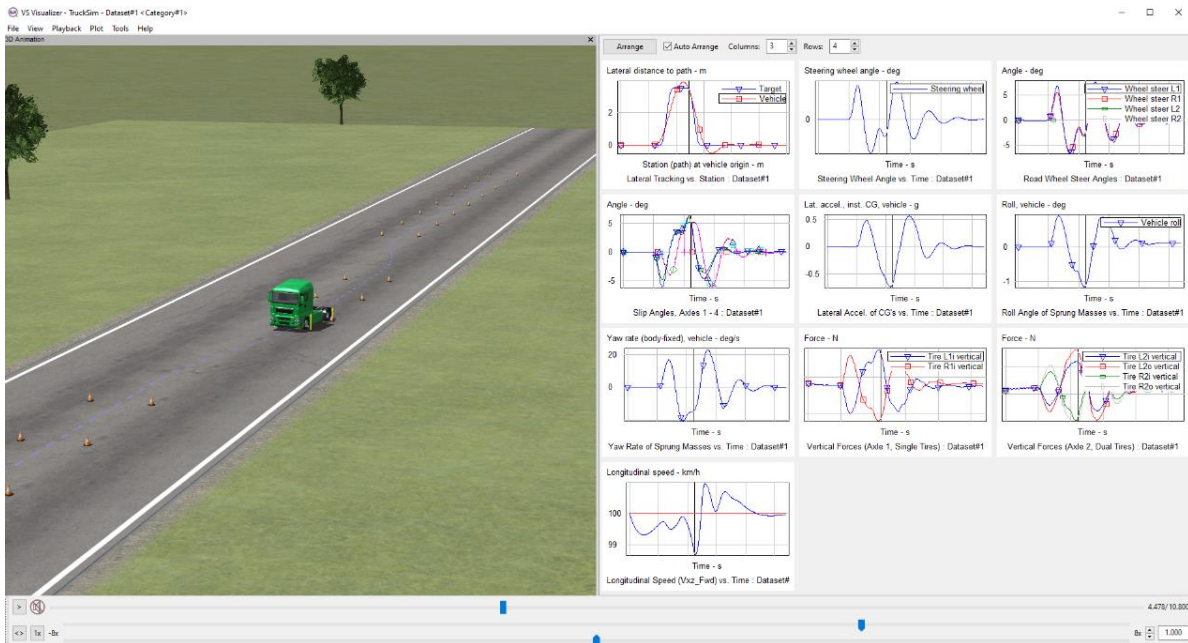 VS Visualizer - TruckSim - Dataset#1 <Category#1>
File View Playback Plot Tools Help
3D Animation
Arrange Auto Arrange Columns: 3 Rows: 4
Lateral distance to path - m
Target
Vehicle
2
0
Station (path) at vehicle origin - m
Lateral Tracking vs. Station : Dataset#1
Steering wheel angle - deg
Steering wheel
0
Time - s
Steering Wheel Angle vs. Time : Dataset#1
Angle - deg
Wheel steer L1
Wheel steer R1
Wheel steer L2
Wheel steer R2
5
0
-5
Time - s
Road Wheel Steer Angles : Dataset#1
Angle - deg
5
0
-5
Time - s
Slip Angles, Axles 1 - 4 : Dataset#1
Lat. accel., inst. CG, vehicle - g
0.5
0
-0.5
Time - s
Lateral Accel. of CG's vs. Time : Dataset#1
Roll, vehicle - deg
Vehicle roll
0
-1
Time - s
Roll Angle of Sprung Masses vs. Time : Dataset#1
Yaw rate (body-fixed), vehicle - deg/s
20
0
Time - s
Yaw Rate of Sprung Masses vs. Time : Dataset#1
Force - N
Tire L1i vertical
Tire R1i vertical
Time - s
Vertical Forces (Axle 1, Single Tires) : Dataset#1
Force - N
Tire L2i vertical
Tire L2o vertical
Tire R2i vertical
Tire R2o vertical
Time - s
Vertical Forces (Axle 2, Dual Tires) : Dataset#1
Longitudinal speed - km/h
100
99
Time - s
Longitudinal Speed (Vxz_Fwd) vs. Time : Dataset#
> 4.478/10.800
<> 1x -8x 8x 1.000